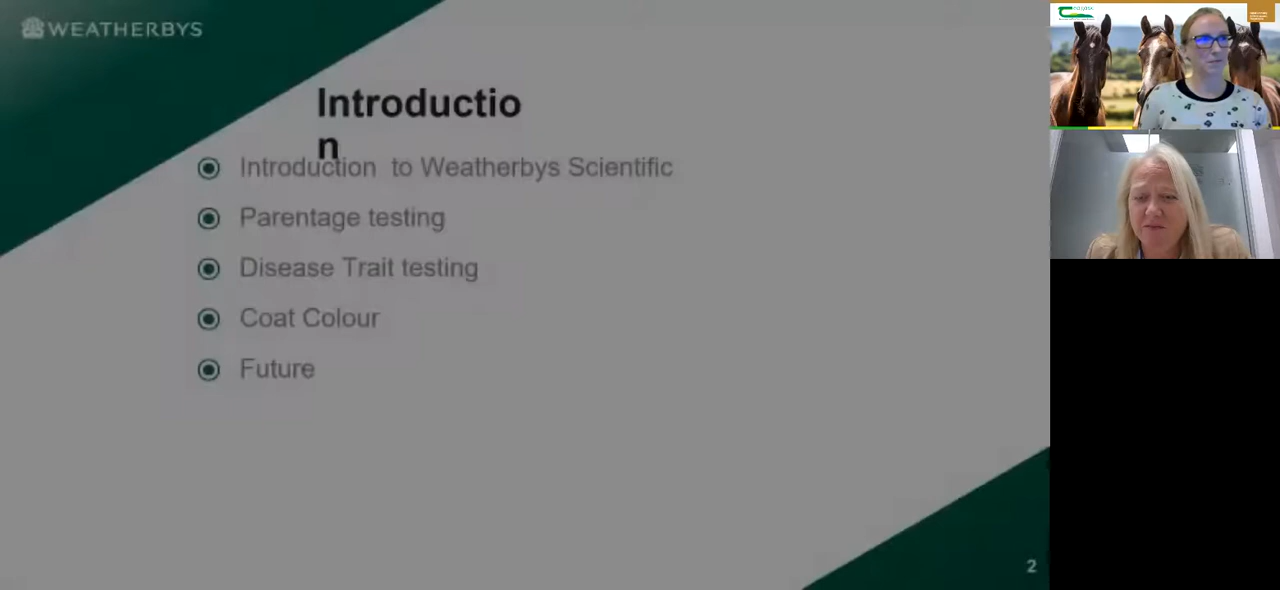 WEATHERBYS
Introductio
n
Introduction to Weatherbys Scientific
Parentage testing
Disease Trait testing
Coat Colour
Future
2